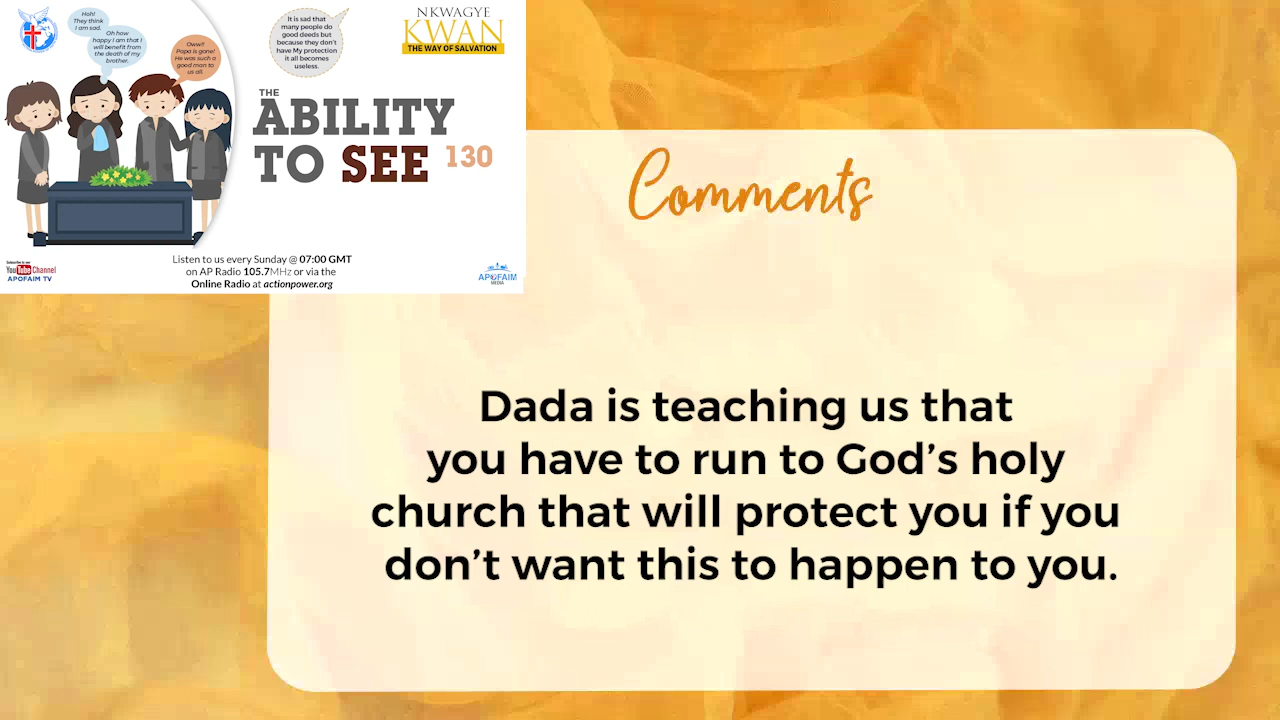 Hoh!
They think
I am sad.
Oh how
happy I am that I
will benefit from
the death of my
brother.
Oww!!
Papa is gone!
He was such a
good man to
us all.
It is sad that
many people do
good deeds but
because they don't
have My protection
it all becomes
useless.
NKWAGYE
KWAN
THE WAY OF SALVATION
THE
ABILITY
TO SEE 130
Listen to us every Sunday @ 07:00 GMT
on AP Radio 105.7MHz or via the
Online Radio at actionpower.org
Subscribe to our
YouTube Channel
APOFAIM TV
APOFAIM
MEDIA
Comments
Dada is teaching us that
you have to run to God’s holy
church that will protect you if you
don’t want this to happen to you.